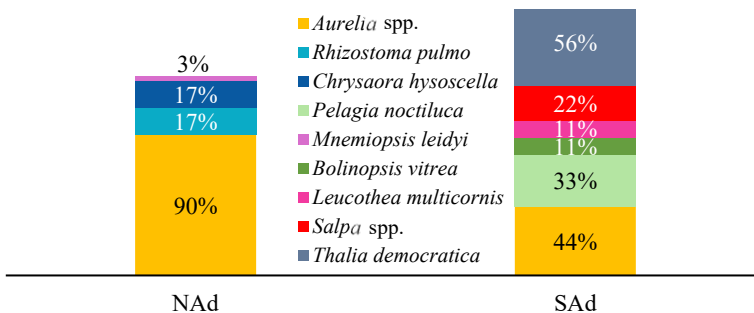 3%
17%
17%
90%
NAd
Aurelia spp.
Rhizostoma pulmo
Chrysaora hysoscella
Pelagia noctiluca
Mnemiopsis leidyi
Bolinopsis vitrea
Leucothea multicornis
Salpa spp.
Thalia democratica
56%
22%
11%
11%
33%
44%
SAd